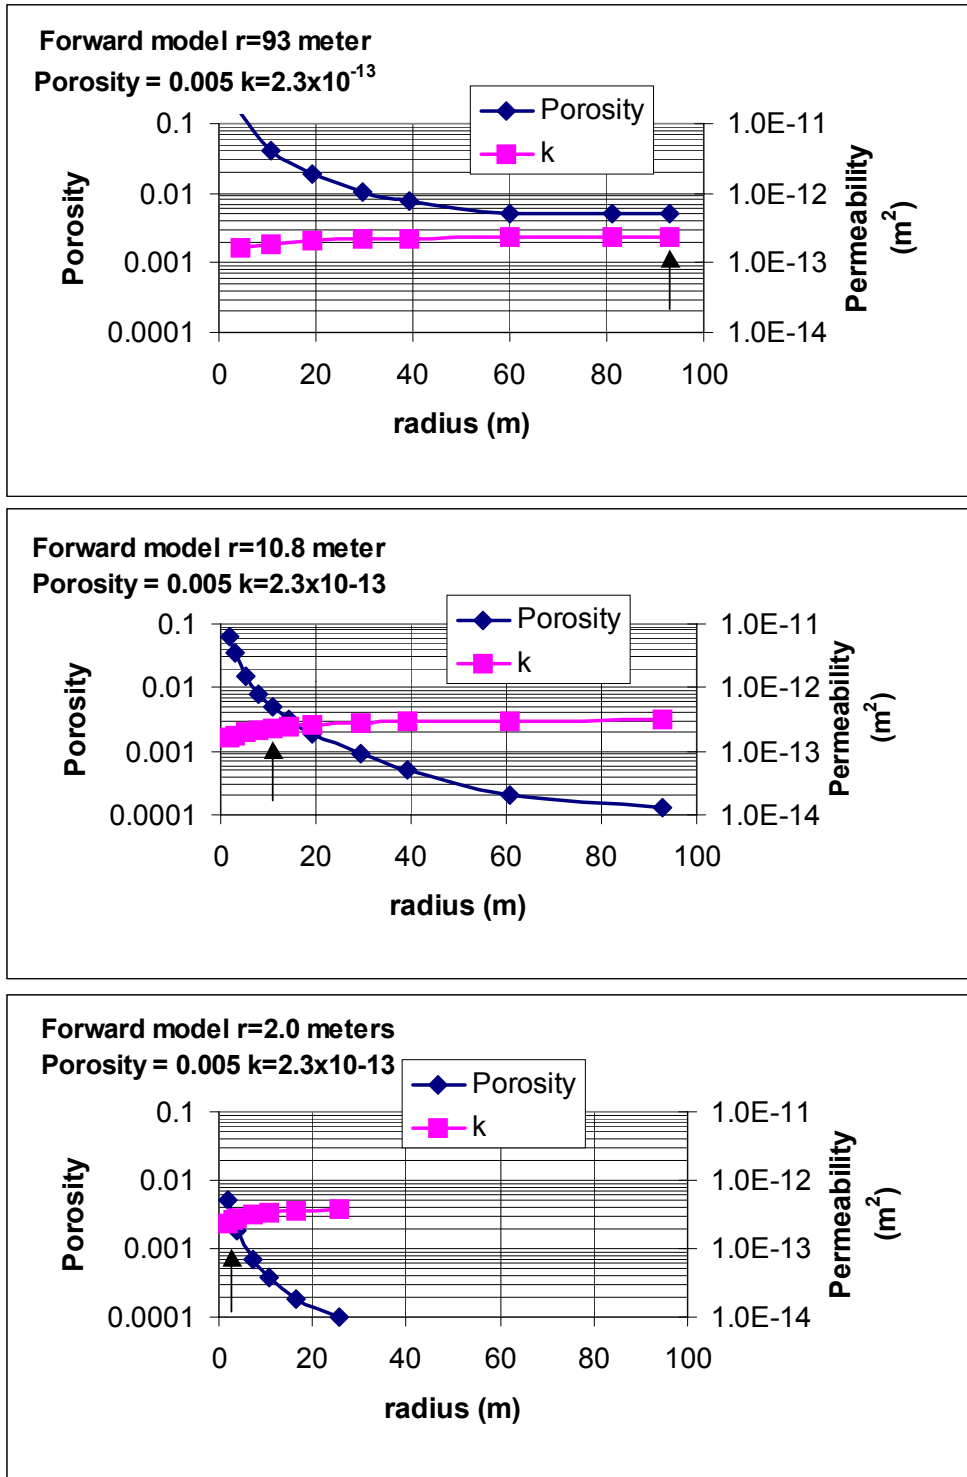 Forward model r=93 meter
Porosity = 0.005 k=2.3x10-13
Porosity
k
0.1
0.01
0.001
0.0001
1.0E-11
1.0E-12
1.0E-13
1.0E-14
Porosity
Permeability
(m2)
0 20 40 60 80 100
radius (m)
Forward model r=10.8 meter
Porosity = 0.005 k=2.3x10-13
Porosity
k
0.1
0.01
0.001
0.0001
1.0E-11
1.0E-12
1.0E-13
1.0E-14
Porosity
Permeability
(m2)
0 20 40 60 80 100
radius (m)
Forward model r=2.0 meters
Porosity = 0.005 k=2.3x10-13
Porosity
k
0.1
0.01
0.001
0.0001
1.0E-11
1.0E-12
1.0E-13
1.0E-14
Porosity
Permeability
(m2)
0 20 40 60 80 100
radius (m)